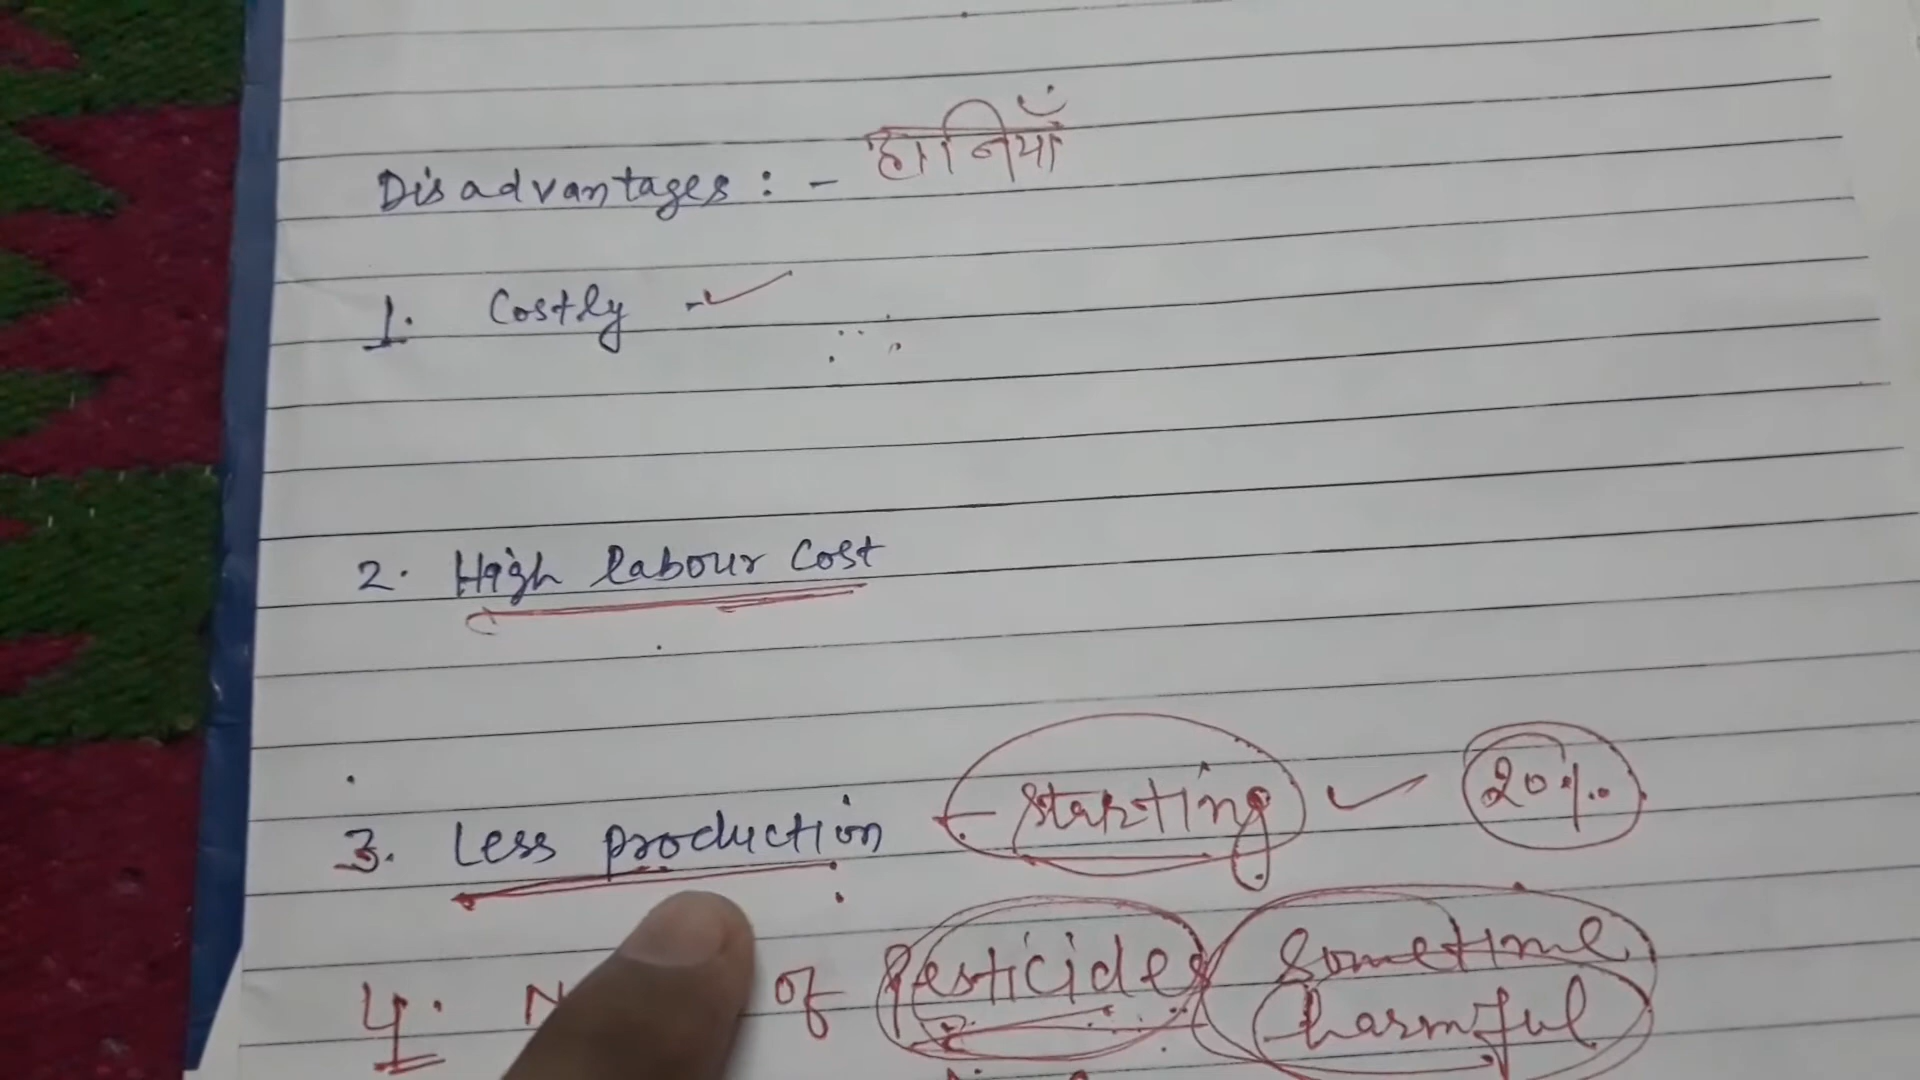 Disadvantages : - हानियाँ
1. Costly -
2. High labour cost
3. Less production - Starting 20%
4. of Pesticides Sometime
harmful